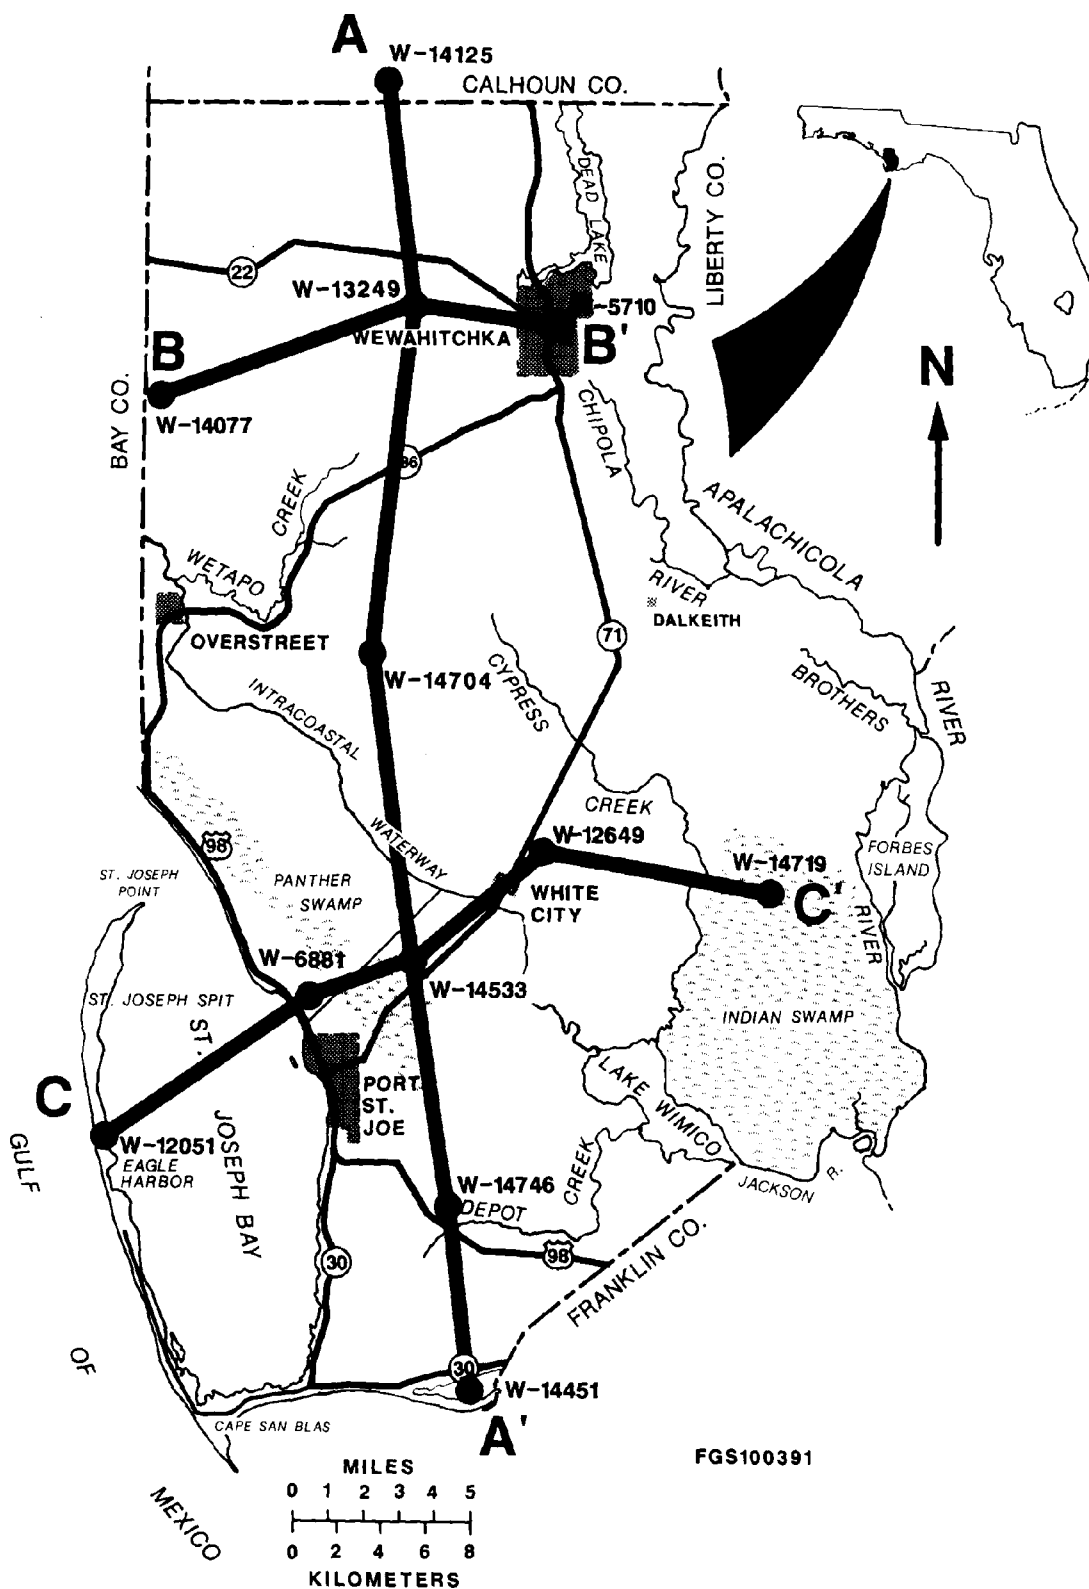 A
W-14125
CALHOUN CO.
DEAD LAKE
LIBERTY CO.
22
W-13249
-5710
WEWAHITCHKA
B
B'
N
W-14077
BAY CO.
CHIPOLA
RIVER
APALACHICOLA
RIVER
CREEK
WETAPO
DALKEITH
OVERSTREET
71
W-14704
CYPRESS
CREEK
BROTHERS
RIVER
INTRACOASTAL
WATERWAY
98
W-12649
W-14719
C'
FORBES
ISLAND
ST. JOSEPH
POINT
PANTHER
SWAMP
WHITE
CITY
W-6881
W-14533
ST. JOSEPH SPIT
INDIAN SWAMP
ST.
JOSEPH BAY
LAKE WIMICO
PORT
ST.
JOE
C
W-12051
EAGLE
HARBOR
W-14746
DEPOT
CREEK
JACKSON R.
30
98
FRANKLIN CO.
GULF
OF
MEXICO
30
W-14451
A'
CAPE SAN BLAS
FGS100391
MILES
0 1 2 3 4 5
0 2 4 6 8
KILOMETERS